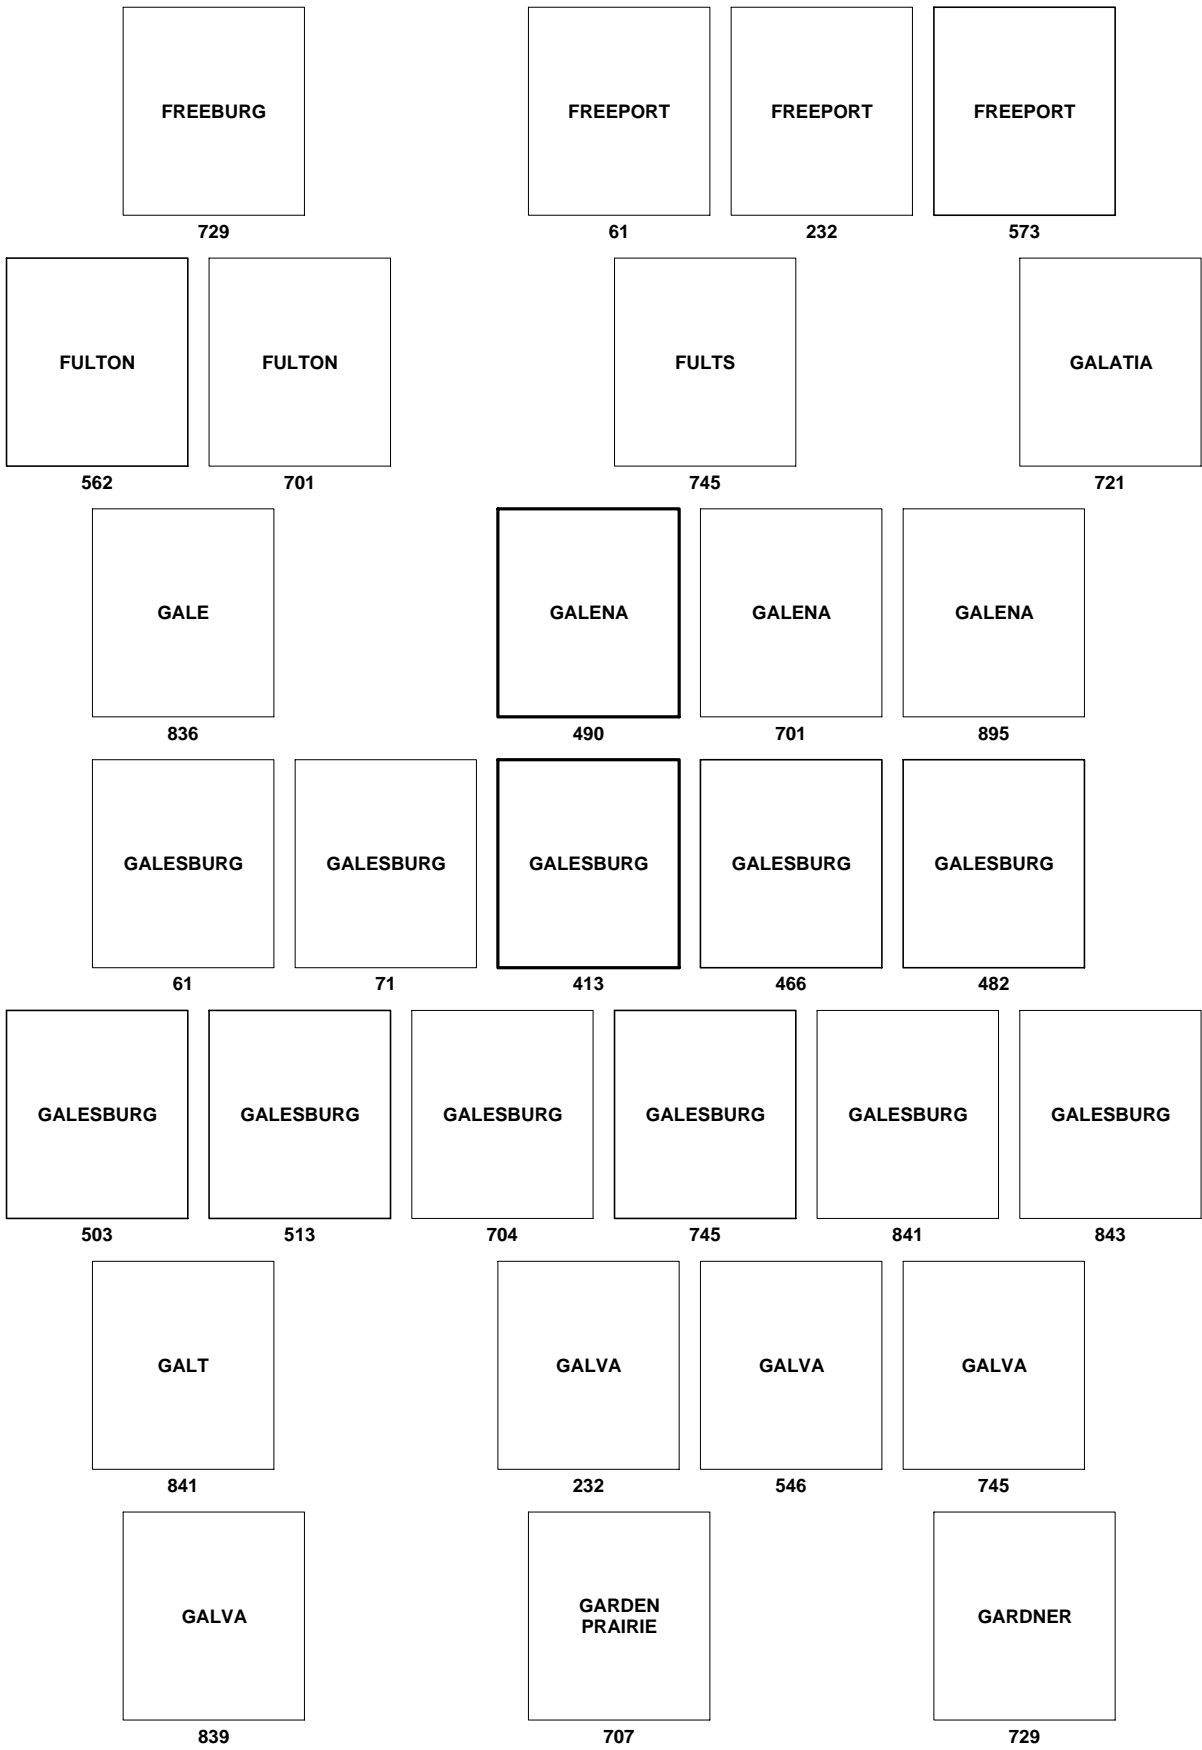 FREEBURG
FREEPORT
FREEPORT
FREEPORT
729
61
232
573
FULTON
FULTON
FULTS
GALATIA
562
701
745
721
GALE
GALENA
GALENA
GALENA
836
490
701
895
GALESBURG
GALESBURG
GALESBURG
GALESBURG
GALESBURG
61
71
413
466
482
GALESBURG
GALESBURG
GALESBURG
GALESBURG
GALESBURG
GALESBURG
503
513
704
745
841
843
GALT
GALVA
GALVA
GALVA
841
232
546
745
GALVA
GARDEN
PRAIRIE
GARDNER
839
707
729